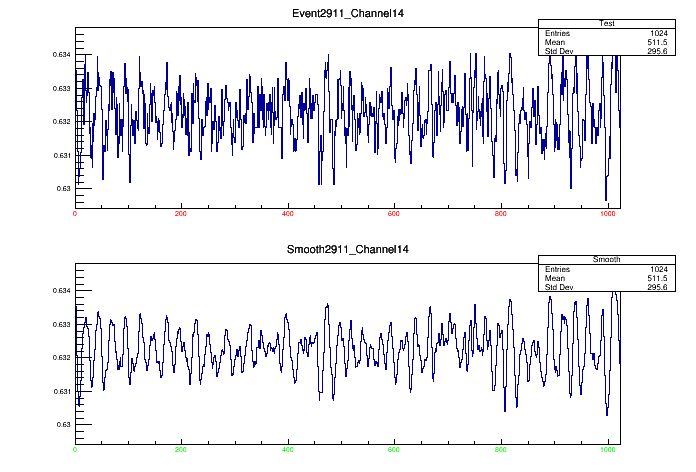 Event2911_Channel14
Test
Entries 1024
Mean 511.5
Std Dev 295.6
0.634
0.633
0.632
0.631
0.63
0 200 400 600 800 1000
Smooth2911_Channel14
Smooth
Entries 1024
Mean 511.5
Std Dev 295.6
0.634
0.633
0.632
0.631
0.63
0 200 400 600 800 1000